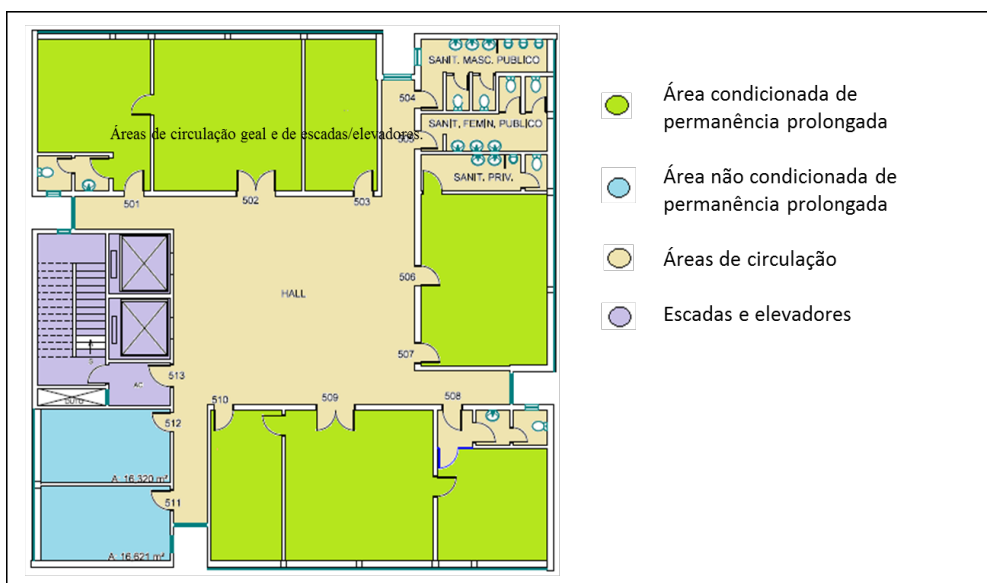 SANIT. MASC. PUBLICO
504
SANIT. FEMIN. PUBLICO
Áreas de circulação geal e de escadas/elevadores.
SANIT. PRIV.
501
502
503
506
HALL
507
513
AC
510
509
508
512
A 16,320 m²
511
A 16,621 m²
Área condicionada de
permanência prolongada
Área não condicionada de
permanência prolongada
Áreas de circulação
Escadas e elevadores